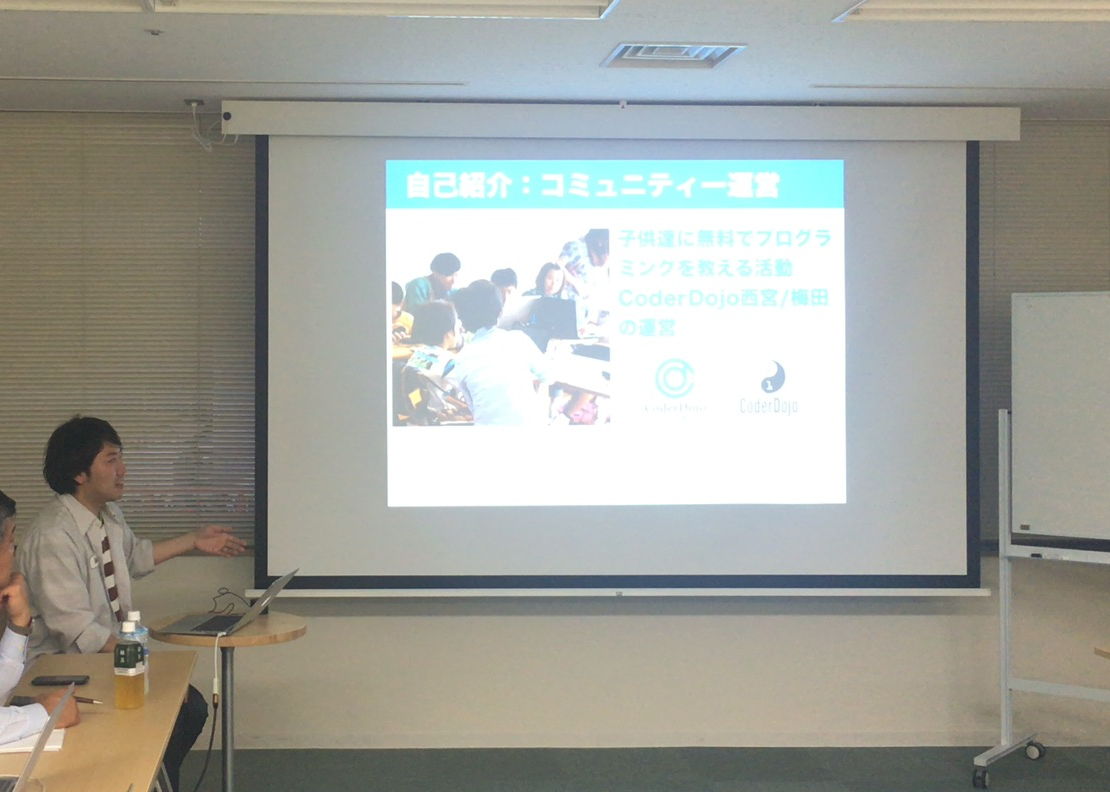 自己紹介：コミュニティー運営
子供達に無料でプログラ
ミングを教える活動
CoderDojo西宮/梅田
の運営
CoderDojo
CoderDojo